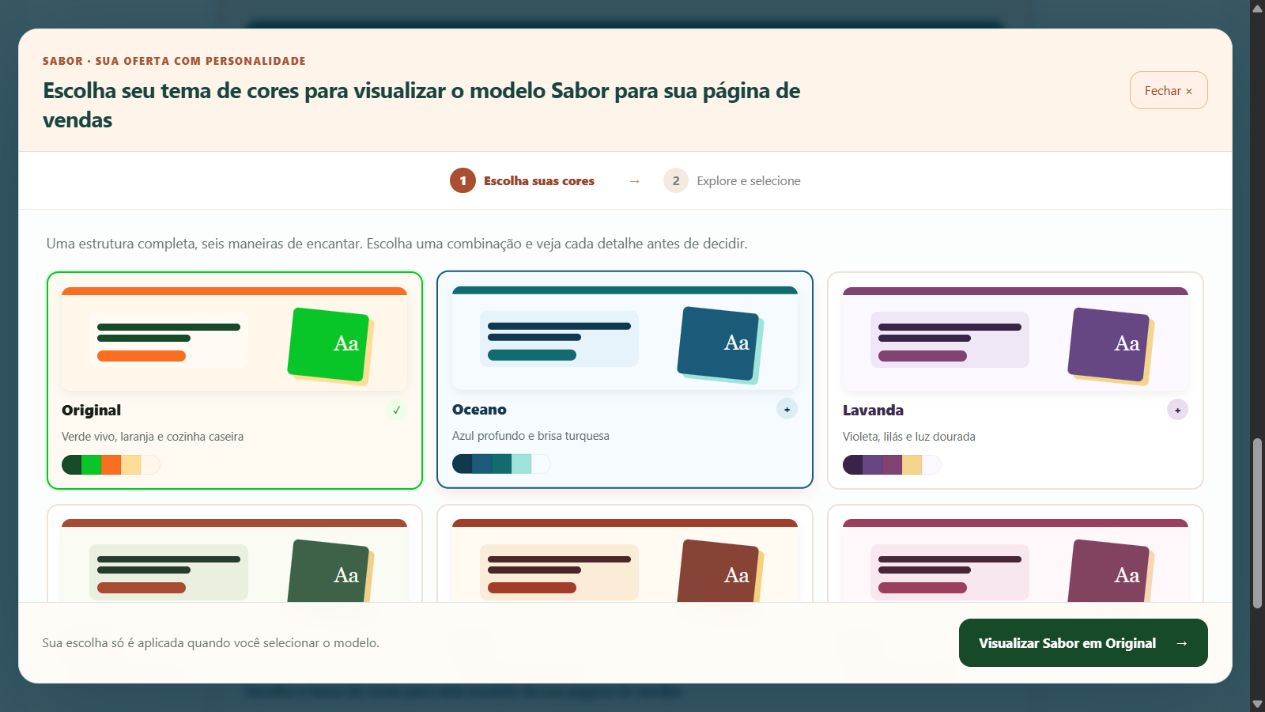 SABOR · SUA OFERTA COM PERSONALIDADE
Escolha seu tema de cores para visualizar o modelo Sabor para sua página de
vendas
Fechar ×
1 Escolha suas cores → 2 Explore e selecione
Uma estrutura completa, seis maneiras de encantar. Escolha uma combinação e veja cada detalhe antes de decidir.
Aa
Original ✓
Verde vivo, laranja e cozinha caseira
Aa
Oceano +
Azul profundo e brisa turquesa
Aa
Lavanda +
Violeta, lilás e luz dourada
Aa
Aa
Aa
Sua escolha só é aplicada quando você selecionar o modelo.
Visualizar Sabor em Original →